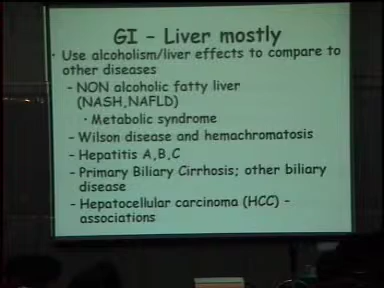 GI - Liver mostly
• Use alcoholism/liver effects to compare to
other diseases
- NON alcoholic fatty liver
(NASH,NAFLD)
• Metabolic syndrome
- Wilson disease and hemachromatosis
- Hepatitis A,B,C
- Primary Biliary Cirrhosis; other biliary
disease
- Hepatocellular carcinoma (HCC) -
associations